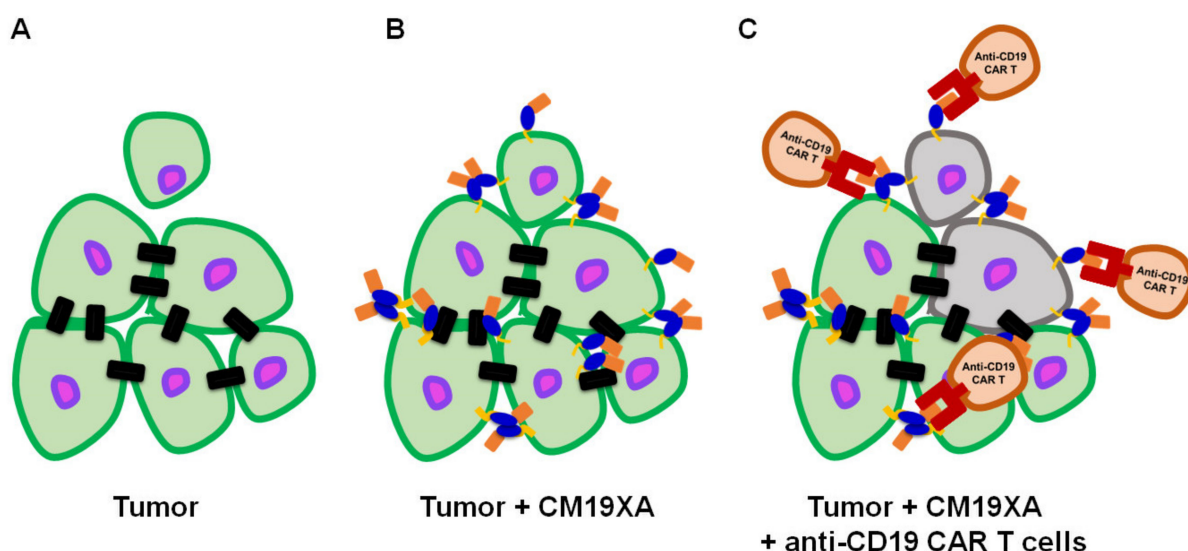 A
B
C
Anti-CD19
CAR T
Anti-CD19
CAR T
Anti-CD19
CAR T
Anti-CD19
CAR T
Tumor
Tumor + CM19XA
Tumor + CM19XA
+ anti-CD19 CAR T cells